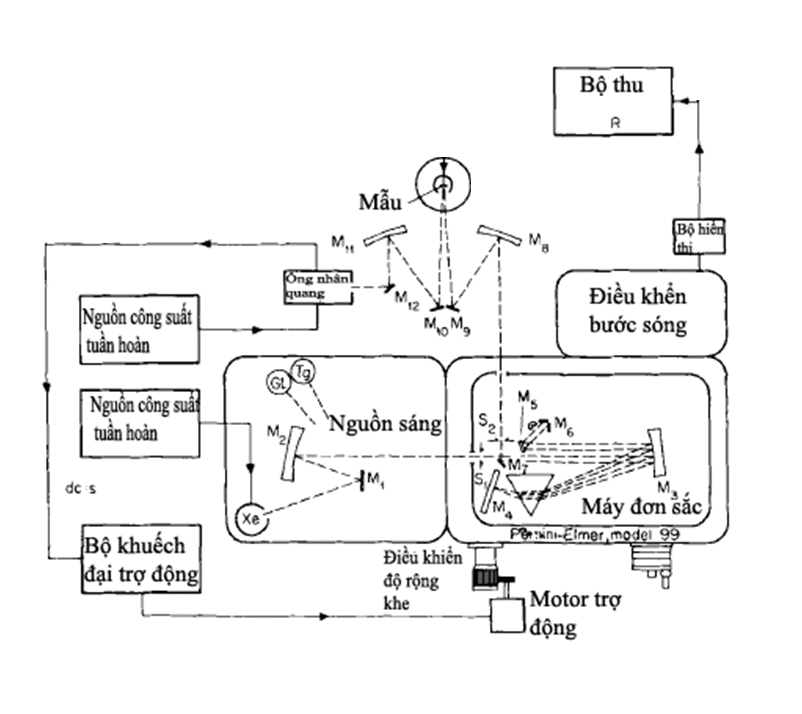 Bộ thu
R
Mẫu
M11
M8
Bộ hiển
thị
Ống nhân
quang
M12
M10
M9
Điều khển
bước sóng
Nguồn công suất
tuần hoàn
Nguồn công suất
tuần hoàn
Tg
GL
Nguồn sáng
M2
M1
Xe
M5
S2
M6
M7
S1
M4
M3
Máy đơn sắc
Elmer, model 99
dc
s
Bộ khuếch
đại trợ động
Điều khiển
độ rộng
khe
Motor trợ
động